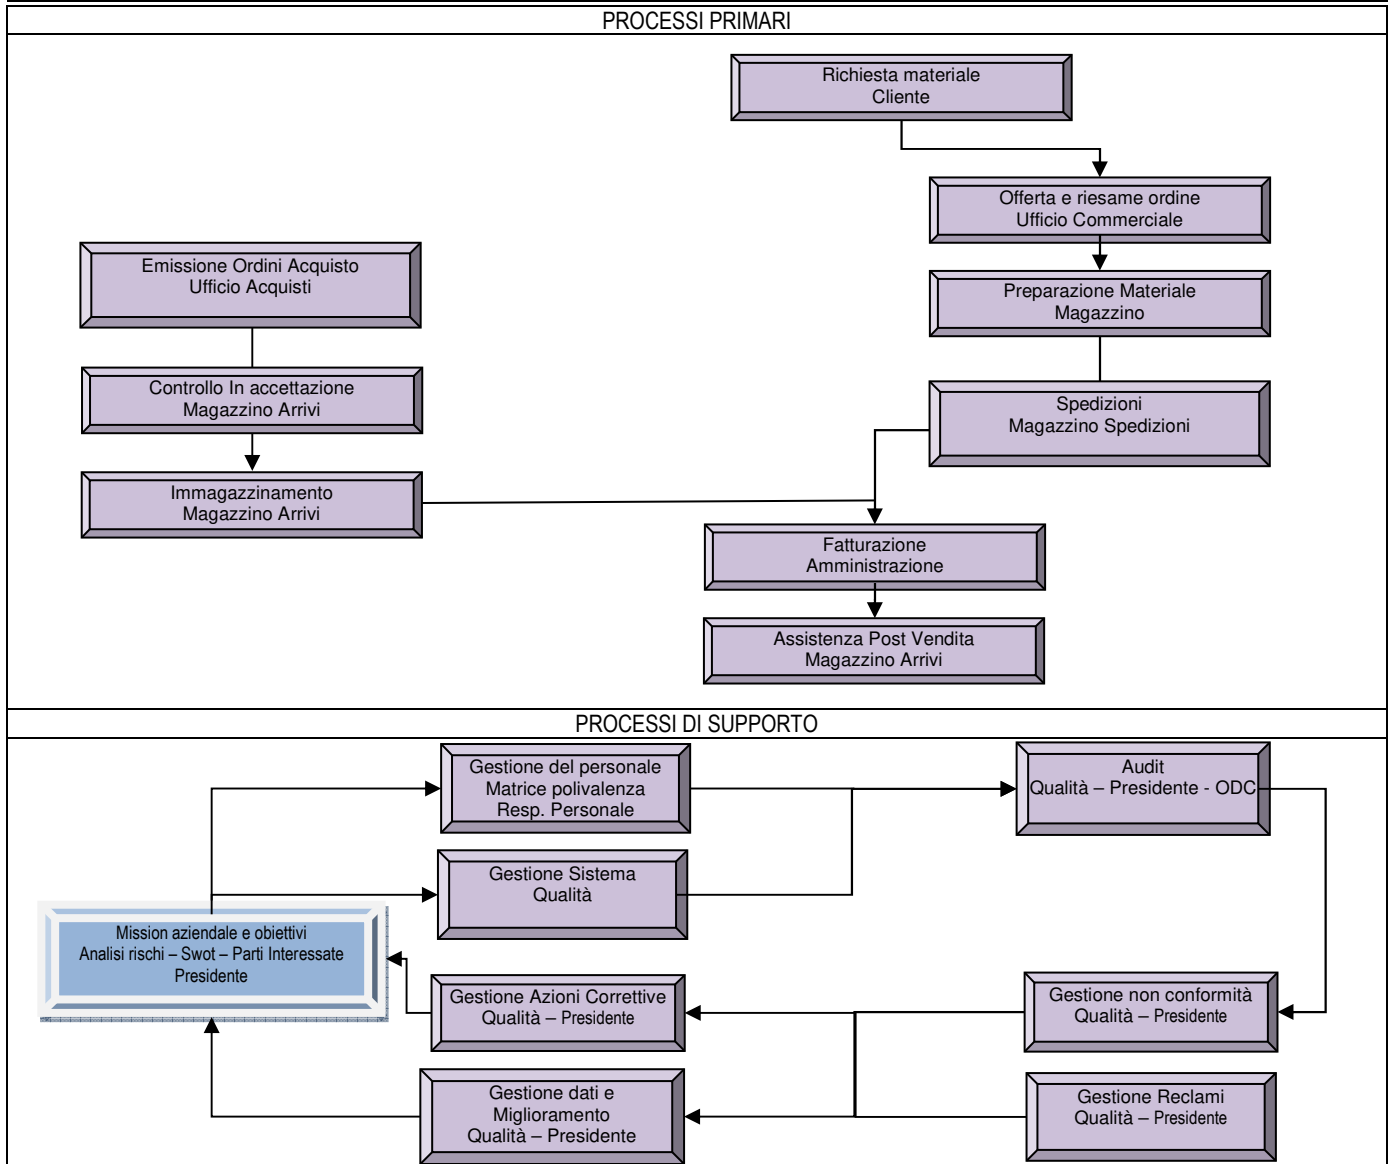 PROCESSI PRIMARI
Richiesta materiale
Cliente
Offerta e riesame ordine
Ufficio Commerciale
Emissione Ordini Acquisto
Ufficio Acquisti
Preparazione Materiale
Magazzino
Controllo In accettazione
Magazzino Arrivi
Spedizioni
Magazzino Spedizioni
Immagazzinamento
Magazzino Arrivi
Fatturazione
Amministrazione
Assistenza Post Vendita
Magazzino Arrivi
PROCESSI DI SUPPORTO
Gestione del personale
Matrice polivalenza
Resp. Personale
Audit
Qualità – Presidente - ODC
Gestione Sistema
Qualità
Mission aziendale e obiettivi
Analisi rischi – Swot – Parti Interessate
Presidente
Gestione Azioni Correttive
Qualità – Presidente
Gestione non conformità
Qualità – Presidente
Gestione dati e
Miglioramento
Qualità – Presidente
Gestione Reclami
Qualità – Presidente